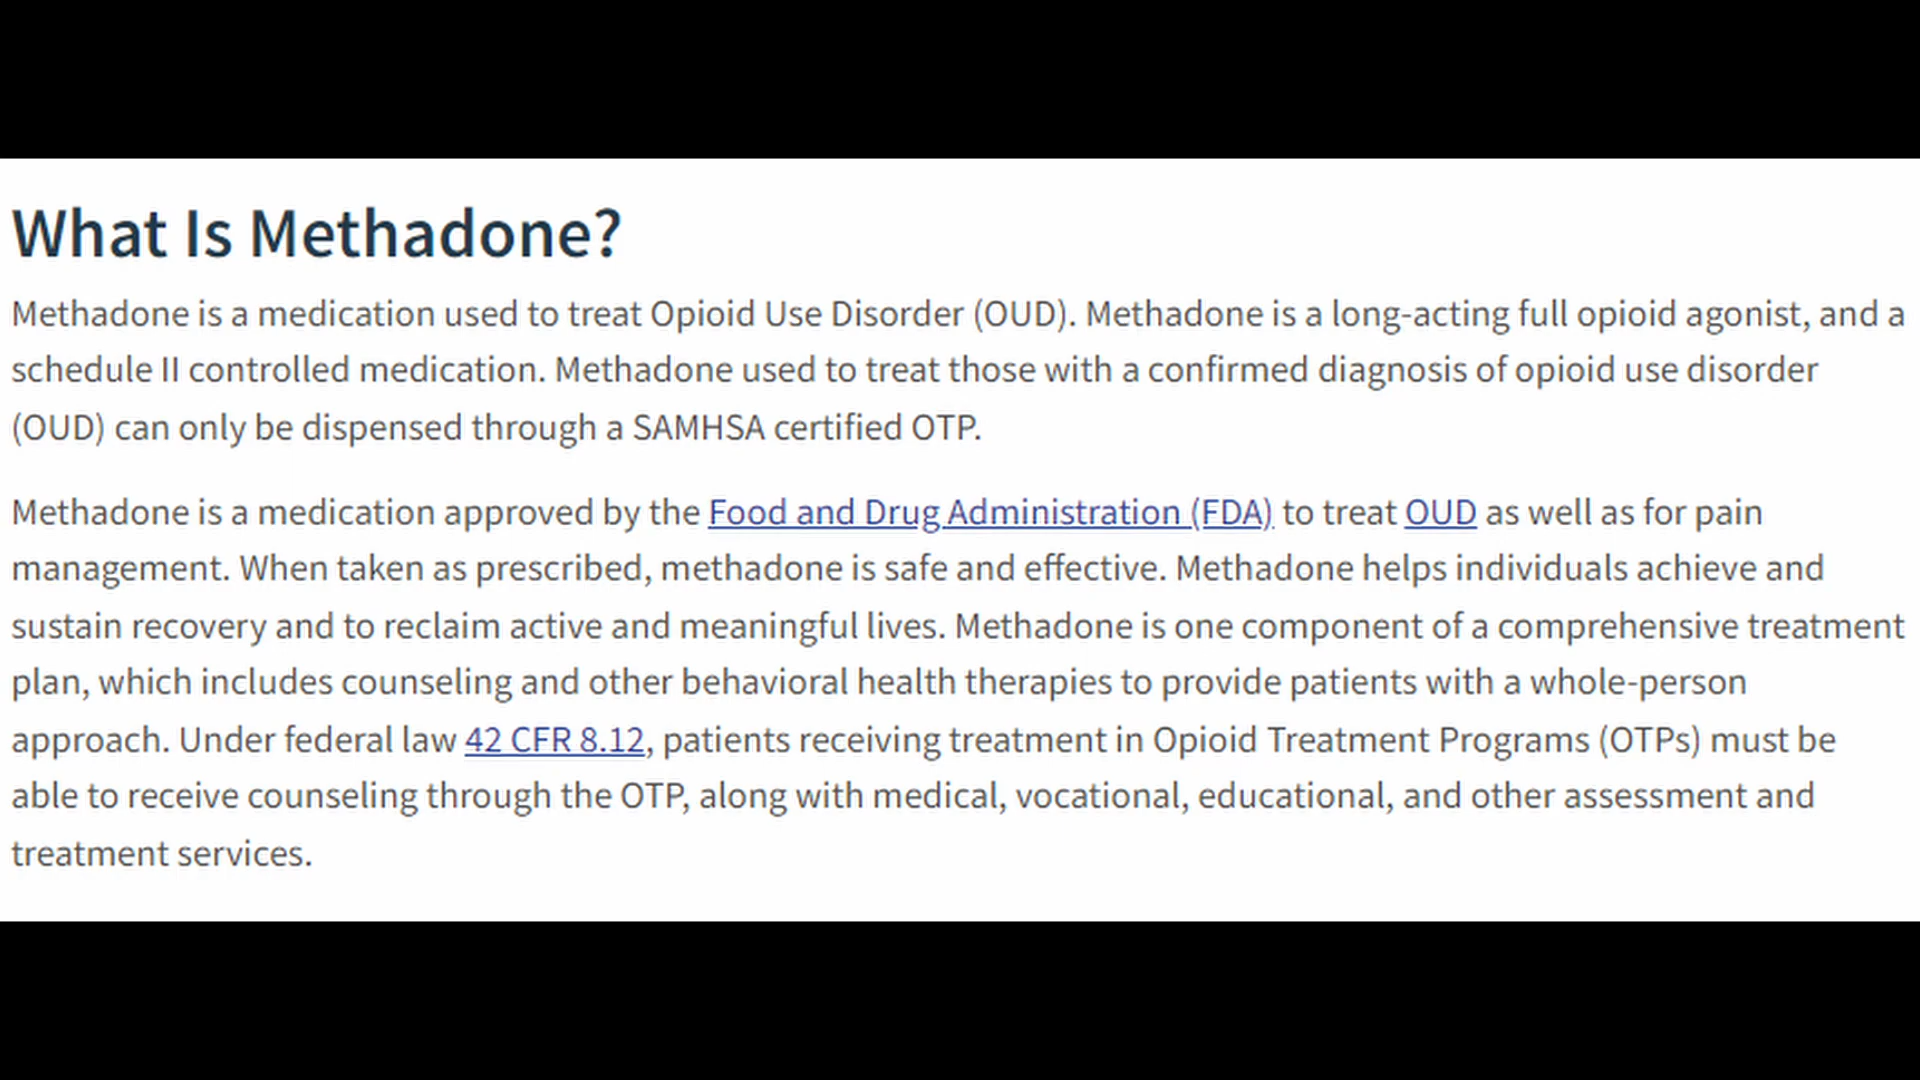 What Is Methadone?
Methadone is a medication used to treat Opioid Use Disorder (OUD). Methadone is a long-acting full opioid agonist, and a
schedule II controlled medication. Methadone used to treat those with a confirmed diagnosis of opioid use disorder
(OUD) can only be dispensed through a SAMHSA certified OTP.
Methadone is a medication approved by the Food and Drug Administration (FDA) to treat OUD as well as for pain
management. When taken as prescribed, methadone is safe and effective. Methadone helps individuals achieve and
sustain recovery and to reclaim active and meaningful lives. Methadone is one component of a comprehensive treatment
plan, which includes counseling and other behavioral health therapies to provide patients with a whole-person
approach. Under federal law 42 CFR 8.12, patients receiving treatment in Opioid Treatment Programs (OTPs) must be
able to receive counseling through the OTP, along with medical, vocational, educational, and other assessment and
treatment services.